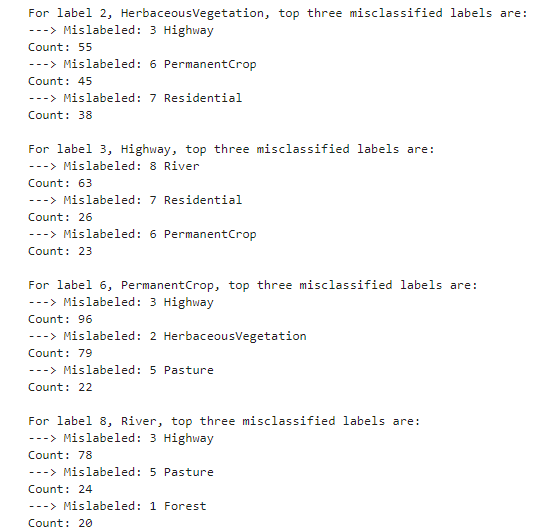 For label 2, HerbaceousVegetation, top three misclassified labels are:
---> Mislabeled: 3 Highway
Count: 55
---> Mislabeled: 6 PermanentCrop
Count: 45
---> Mislabeled: 7 Residential
Count: 38
For label 3, Highway, top three misclassified labels are:
---> Mislabeled: 8 River
Count: 63
---> Mislabeled: 7 Residential
Count: 26
---> Mislabeled: 6 PermanentCrop
Count: 23
For label 6, PermanentCrop, top three misclassified labels are:
---> Mislabeled: 3 Highway
Count: 96
---> Mislabeled: 2 HerbaceousVegetation
Count: 79
---> Mislabeled: 5 Pasture
Count: 22
For label 8, River, top three misclassified labels are:
---> Mislabeled: 3 Highway
Count: 78
---> Mislabeled: 5 Pasture
Count: 24
---> Mislabeled: 1 Forest
Count: 20